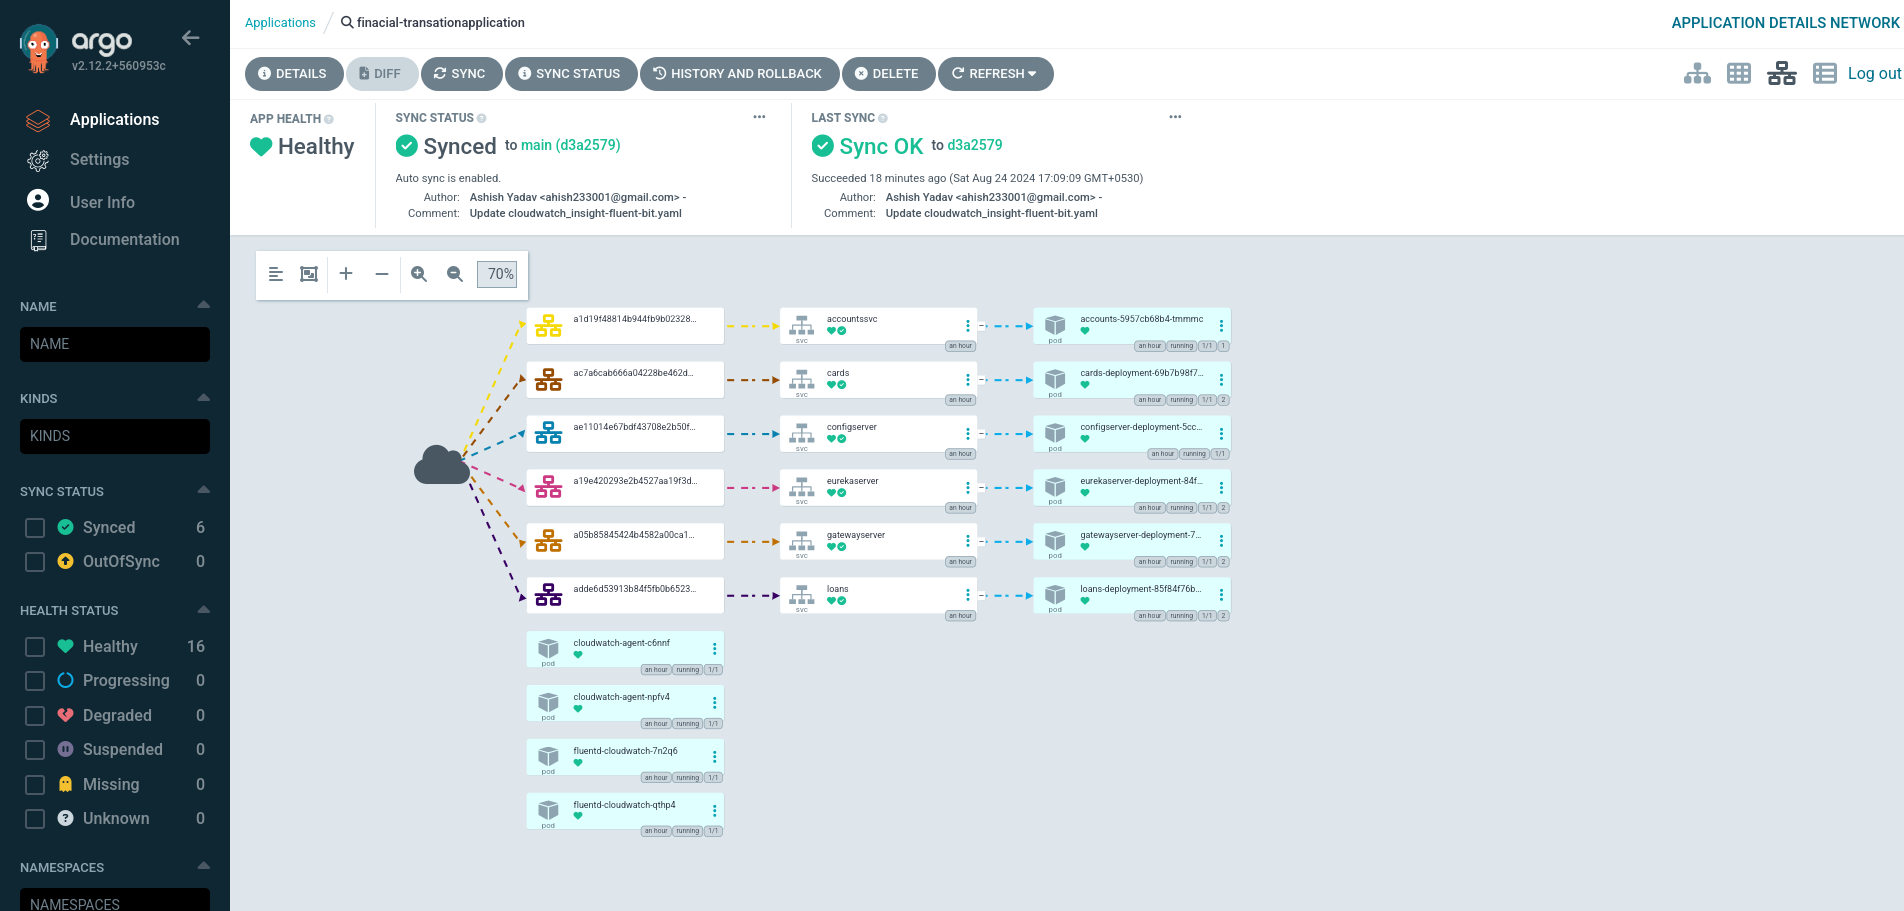 argo
v2.12.2+560953c
Applications
Settings
User Info
Documentation
NAME
NAME
KINDS
KINDS
SYNC STATUS
Synced 6
OutOfSync 0
HEALTH STATUS
Healthy 16
Progressing 0
Degraded 0
Suspended 0
Missing 0
Unknown 0
NAMESPACES
NAMESPACES
Applications / finacial-transationapplication
APPLICATION DETAILS NETWORK
DETAILS DIFF SYNC SYNC STATUS HISTORY AND ROLLBACK DELETE REFRESH
Log out
APP HEALTH
Healthy
SYNC STATUS
Synced to main (d3a2579)
Auto sync is enabled.
Author: Ashish Yadav <ahish233001@gmail.com> -
Comment: Update cloudwatch_insight-fluent-bit.yaml
LAST SYNC
Sync OK to d3a2579
Succeeded 18 minutes ago (Sat Aug 24 2024 17:09:09 GMT+0530)
Author: Ashish Yadav <ahish233001@gmail.com> -
Comment: Update cloudwatch_insight-fluent-bit.yaml
70%
a1d19f48814b944fb9b02328...
accountssvc
svc
an hour
accounts-5957cb68b4-tmmmc
pod
an hour running 1/1 1
ac7a6cab666a04228be462d...
cards
svc
an hour
cards-deployment-69b7b98f7...
pod
an hour running 1/1 2
ae11014e67bdf43708e2b50f...
configserver
svc
an hour
configserver-deployment-5cc...
pod
an hour running 1/1
a19e420293e2b4527aa19f3d...
eurekaserver
svc
an hour
eurekaserver-deployment-84f...
pod
an hour running 1/1 2
a05b85845424b4582a00ca1...
gatewayserver
svc
an hour
gatewayserver-deployment-7...
pod
an hour running 1/1 2
adde6d53913b84f5fb0b6523...
loans
svc
an hour
loans-deployment-85f84f76b...
pod
an hour running 1/1 2
cloudwatch-agent-c6nnf
pod
an hour running 1/1
cloudwatch-agent-npfv4
pod
an hour running 1/1
fluentd-cloudwatch-7n2q6
pod
an hour running 1/1
fluentd-cloudwatch-qthp4
pod
an hour running 1/1